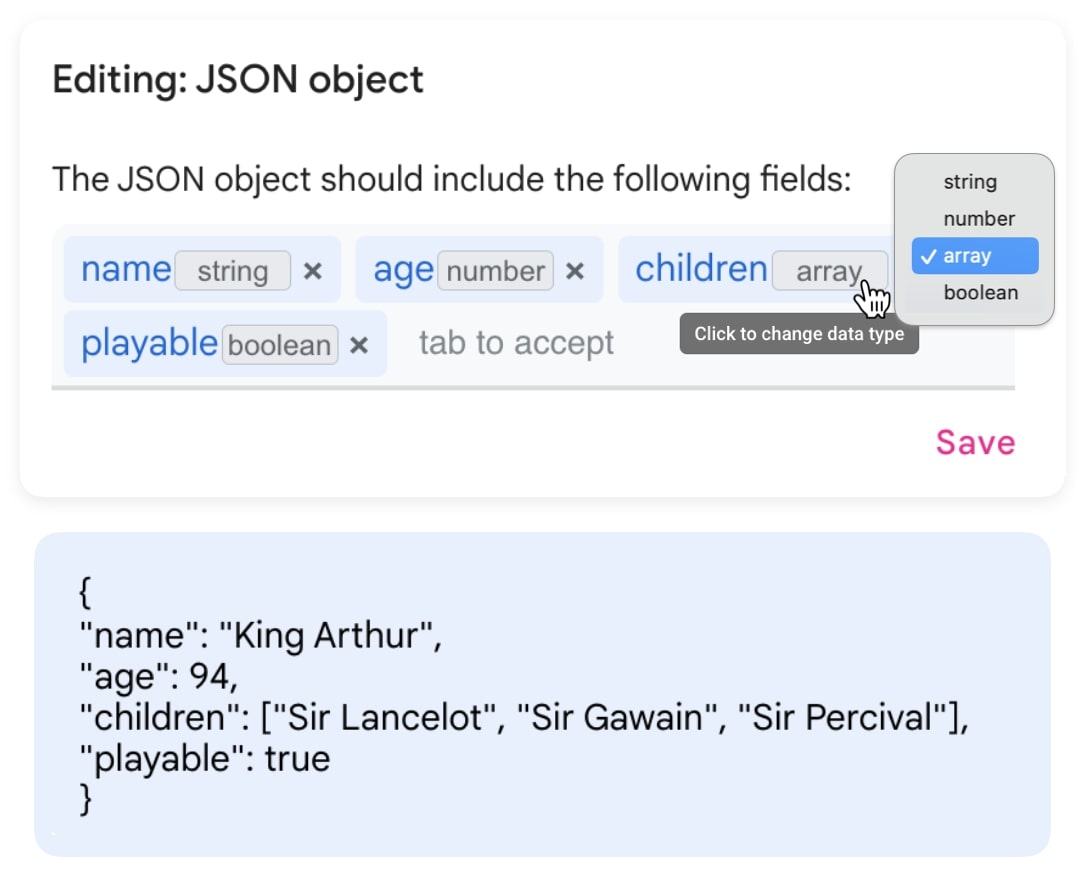 Editing: JSON object
The JSON object should include the following fields:
string
number
✓ array
boolean
name string × age number × children array
playable boolean × tab to accept
Click to change data type
Save
{
"name": "King Arthur",
"age": 94,
"children": ["Sir Lancelot", "Sir Gawain", "Sir Percival"],
"playable": true
}